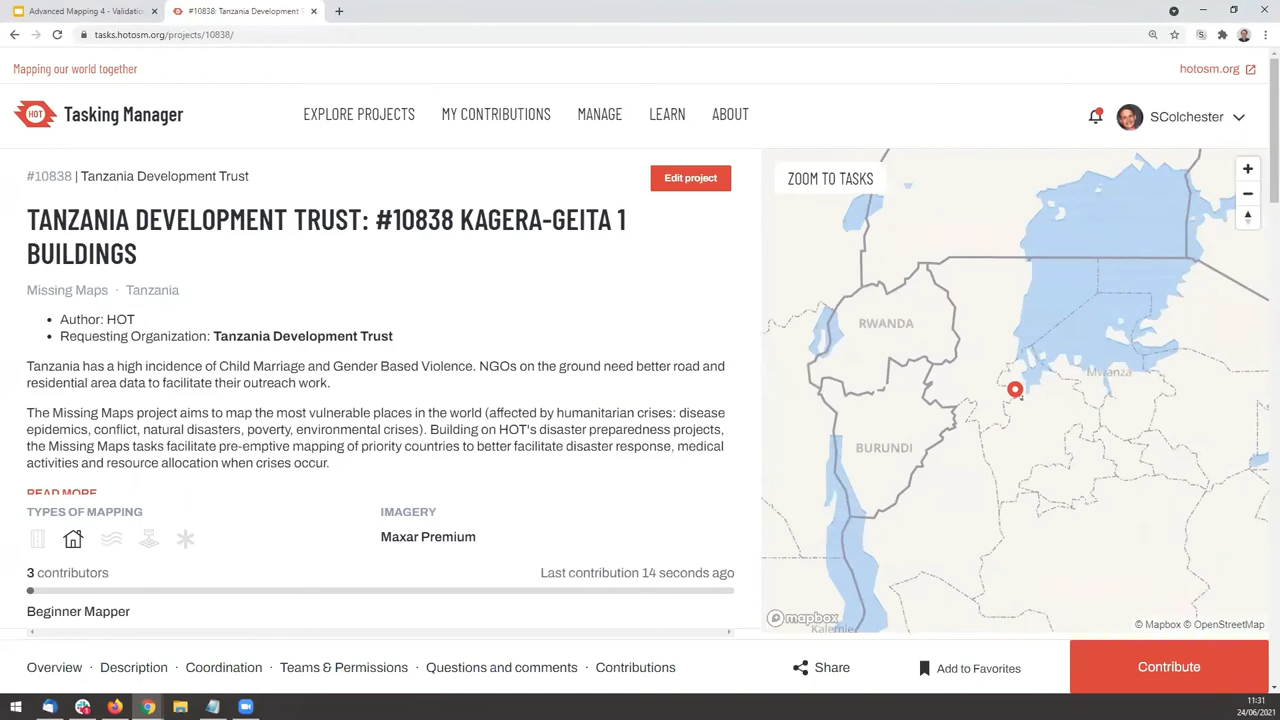 Advanced Mapping 4 - Validatio
#10838: Tanzania Development T
tasks.hotosm.org/projects/10838/
Mapping our world together
hotosm.org
HOT
Tasking Manager
EXPLORE PROJECTS
MY CONTRIBUTIONS
MANAGE
LEARN
ABOUT
SColchester
#10838 | Tanzania Development Trust
Edit project
TANZANIA DEVELOPMENT TRUST: #10838 KAGERA-GEITA 1
BUILDINGS
Missing Maps · Tanzania
• Author: HOT
• Requesting Organization: Tanzania Development Trust
Tanzania has a high incidence of Child Marriage and Gender Based Violence. NGOs on the ground need better road and
residential area data to facilitate their outreach work.
The Missing Maps project aims to map the most vulnerable places in the world (affected by humanitarian crises: disease
epidemics, conflict, natural disasters, poverty, environmental crises). Building on HOT's disaster preparedness projects,
the Missing Maps tasks facilitate pre-emptive mapping of priority countries to better facilitate disaster response, medical
activities and resource allocation when crises occur.
READ MORE
TYPES OF MAPPING
IMAGERY
Maxar Premium
3 contributors
Last contribution 14 seconds ago
Beginner Mapper
ZOOM TO TASKS
RWANDA
Mwanza
BURUNDI
mapbox
Kalemie
© Mapbox © OpenStreetMap
Overview · Description · Coordination · Teams & Permissions · Questions and comments · Contributions
Share
Add to Favorites
Contribute
11:31
24/06/2021